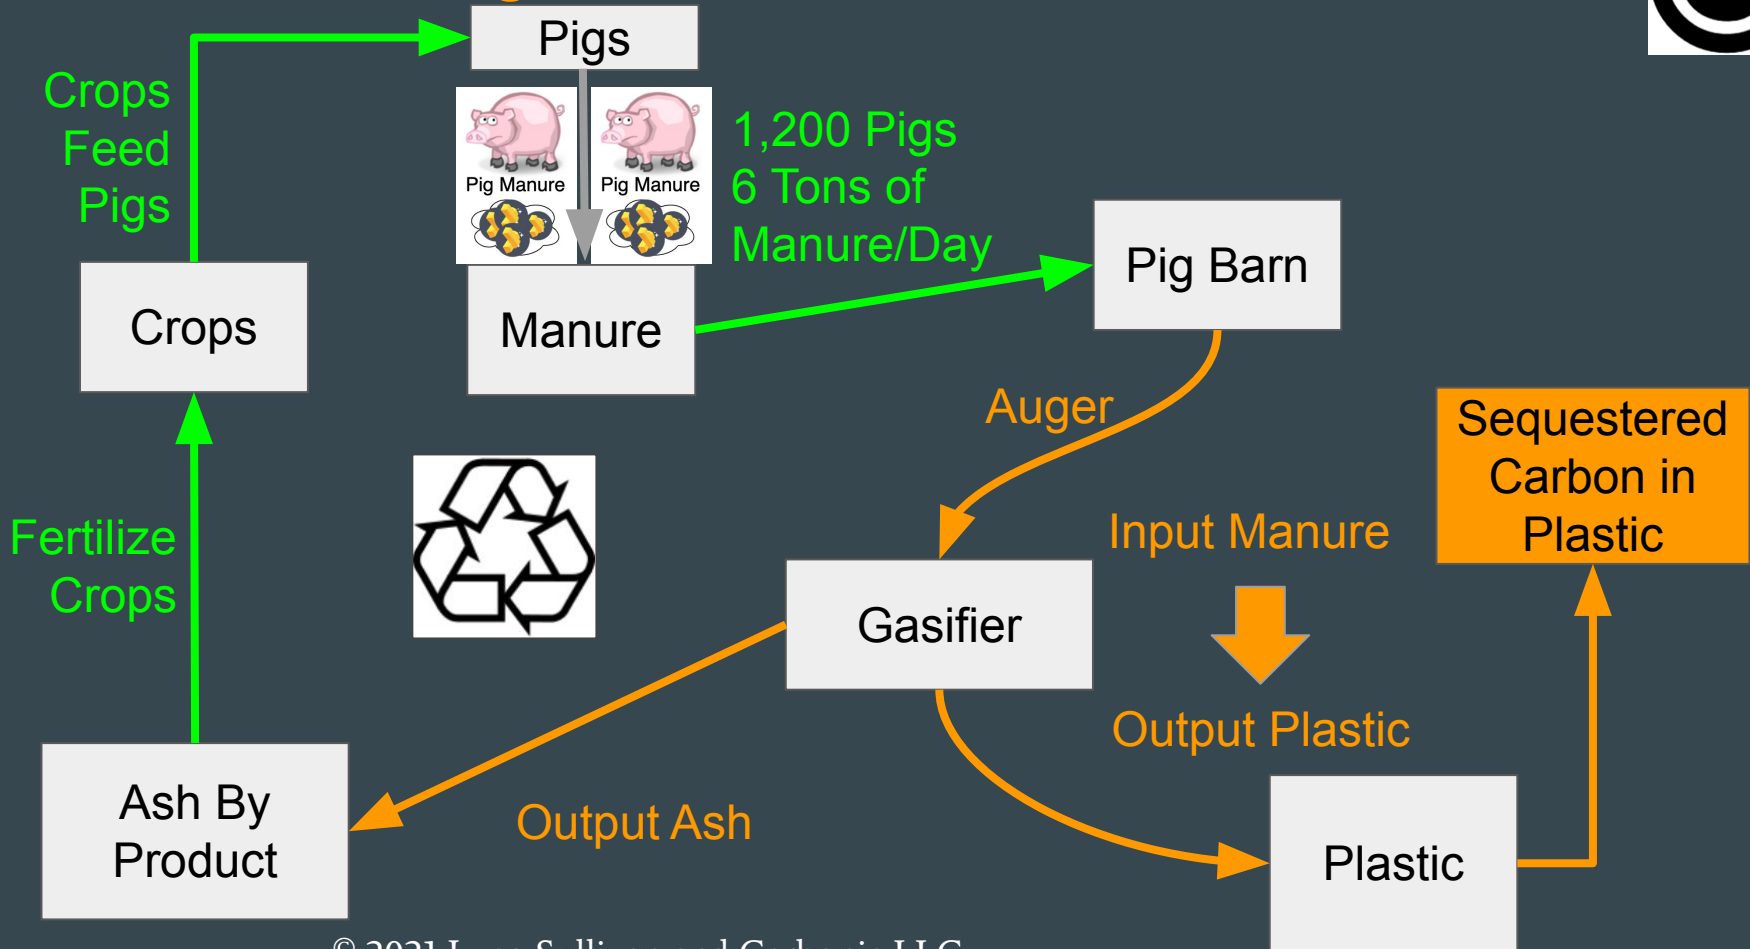 Pigs
Crops
Feed
Pigs
Pig Manure
Pig Manure
1,200 Pigs
6 Tons of
Manure/Day
Pig Barn
Crops
Manure
Auger
Sequestered
Carbon in
Plastic
Input Manure
Fertilize
Crops
Gasifier
Output Plastic
Ash By
Product
Output Ash
Plastic